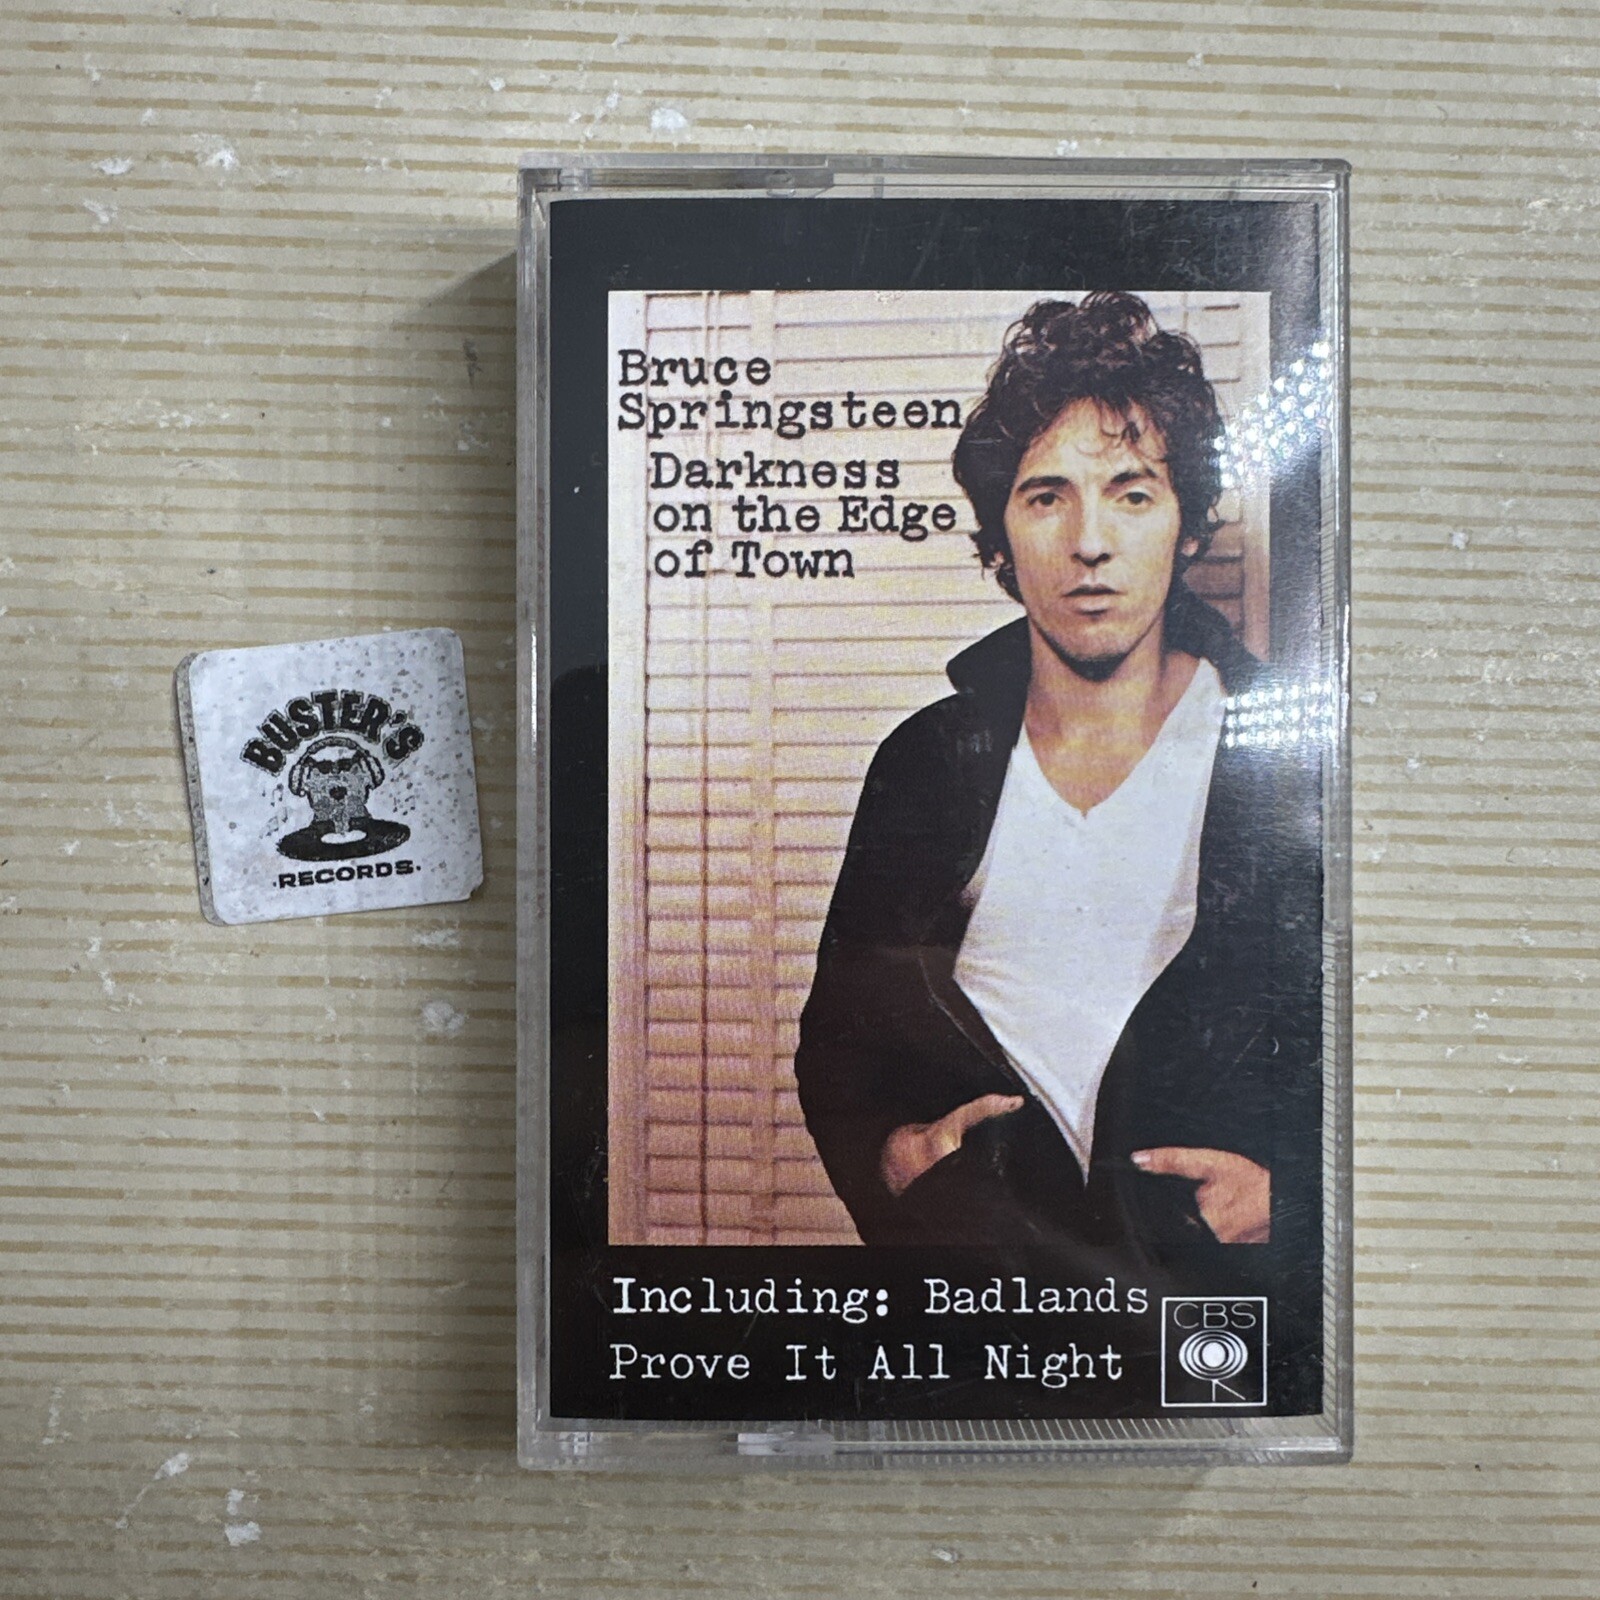 Bruce
Springsteen
Darkness
on the Edge
of Town
BUSTER'S
·RECORDS·
Including: Badlands
Prove It All Night
CBS